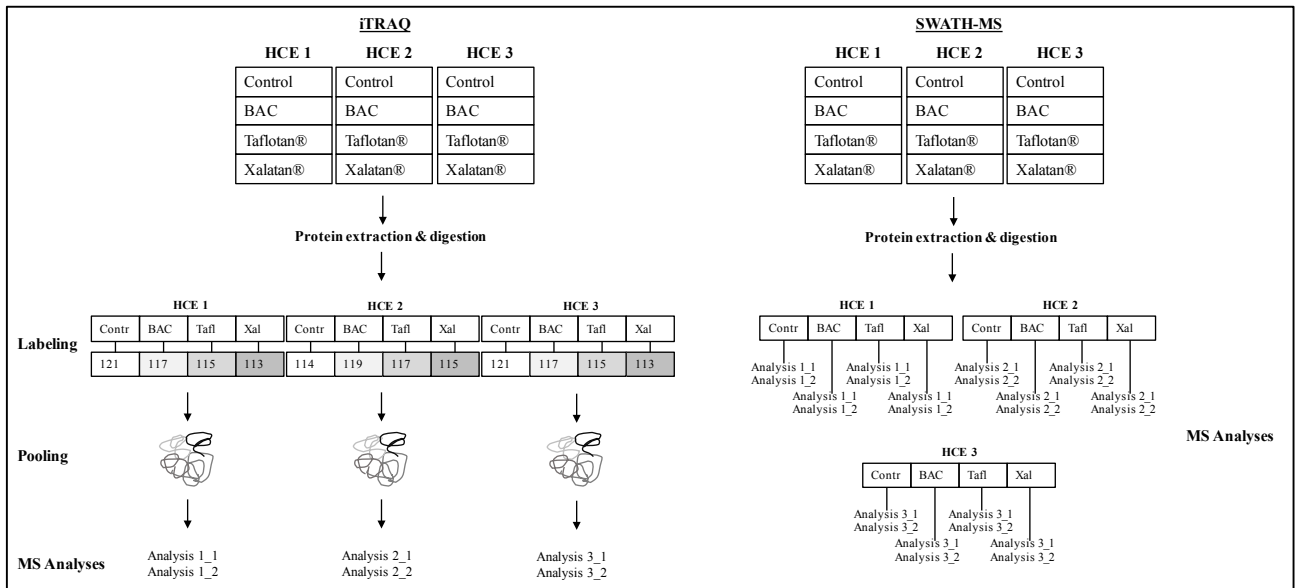 iTRAQ
HCE 1 HCE 2 HCE 3
Control Control Control
BAC BAC BAC
Taflotan® Taflotan® Taflotan®
Xalatan® Xalatan® Xalatan®
Protein extraction & digestion
HCE 1 HCE 2 HCE 3
Contr BAC Tafl Xal Contr BAC Tafl Xal Contr BAC Tafl Xal
Labeling
121 117 115 113 114 119 117 115 121 117 115 113
Pooling
MS Analyses
Analysis 1_1 Analysis 2_1 Analysis 3_1
Analysis 1_2 Analysis 2_2 Analysis 3_2
SWATH-MS
HCE 1 HCE 2 HCE 3
Control Control Control
BAC BAC BAC
Taflotan® Taflotan® Taflotan®
Xalatan® Xalatan® Xalatan®
Protein extraction & digestion
HCE 1 HCE 2
Contr BAC Tafl Xal Contr BAC Tafl Xal
Analysis 1_1 Analysis 1_1 Analysis 2_1 Analysis 2_1
Analysis 1_2 Analysis 1_2 Analysis 2_2 Analysis 2_2
Analysis 1_1 Analysis 1_1 Analysis 2_1 Analysis 2_1
Analysis 1_2 Analysis 1_2 Analysis 2_2 Analysis 2_2
MS Analyses
HCE 3
Contr BAC Tafl Xal
Analysis 3_1 Analysis 3_1
Analysis 3_2 Analysis 3_2
Analysis 3_1 Analysis 3_1
Analysis 3_2 Analysis 3_2